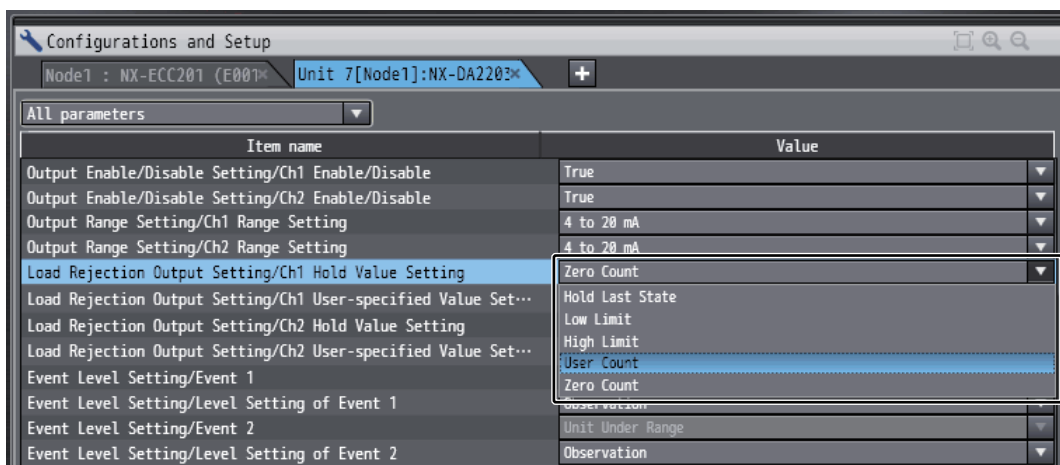 Configurations and Setup
Node1 : NX-ECC201 (E001 Unit 7[Node1]:NX-DA2203
All parameters
Item name Value
Output Enable/Disable Setting/Ch1 Enable/Disable True
Output Enable/Disable Setting/Ch2 Enable/Disable True
Output Range Setting/Ch1 Range Setting 4 to 20 mA
Output Range Setting/Ch2 Range Setting 4 to 20 mA
Load Rejection Output Setting/Ch1 Hold Value Setting Zero Count
Load Rejection Output Setting/Ch1 User-specified Value Set… Hold Last State
Load Rejection Output Setting/Ch2 Hold Value Setting Low Limit
Load Rejection Output Setting/Ch2 User-specified Value Set… High Limit
Event Level Setting/Event 1 User Count
Zero Count
Event Level Setting/Level Setting of Event 1 Observation
Event Level Setting/Event 2 Unit Under Range
Event Level Setting/Level Setting of Event 2 Observation